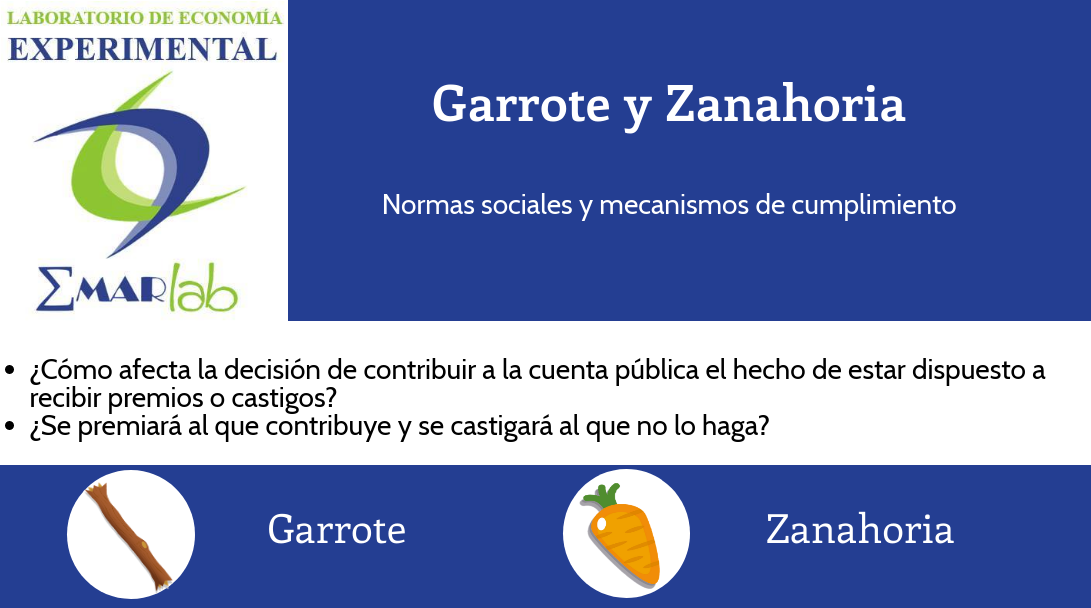 LABORATORIO DE ECONOMÍA
EXPERIMENTAL
ΣMARlab
Garrote y Zanahoria
Normas sociales y mecanismos de cumplimiento
• ¿Cómo afecta la decisión de contribuir a la cuenta pública el hecho de estar dispuesto a
recibir premios o castigos?
• ¿Se premiará al que contribuye y se castigará al que no lo haga?
Garrote
Zanahoria